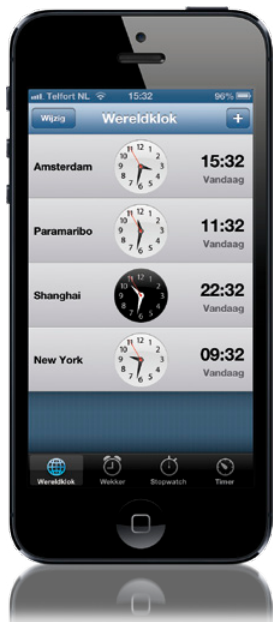 Telfort NL 15:32 96%
Wijzig Wereldklok +
Amsterdam 15:32
Vandaag
Paramaribo 11:32
Vandaag
Shanghai 22:32
Vandaag
New York 09:32
Vandaag
Wereldklok Wekker Stopwatch Timer